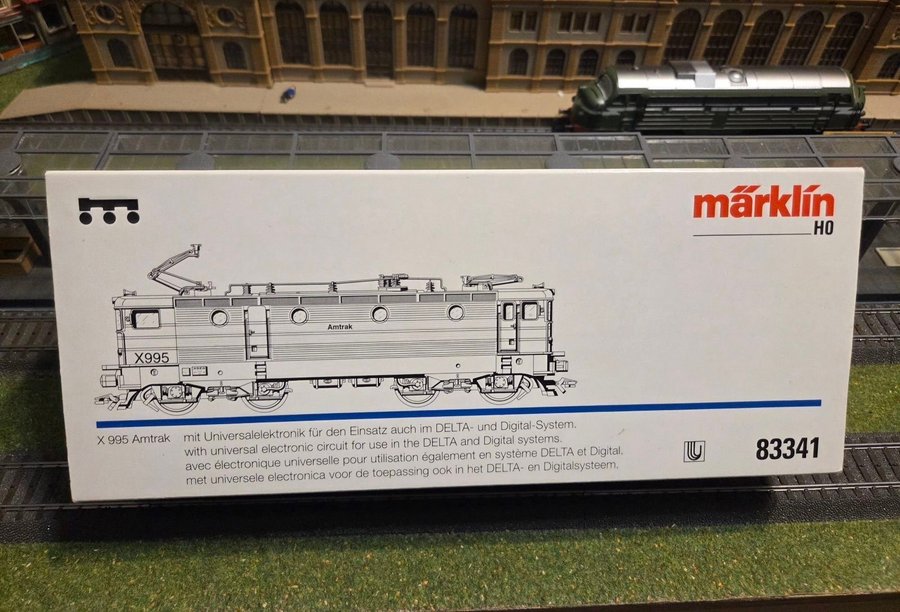 märklin
H0
Amtrak
X995
X 995 Amtrak mit Universalelektronik für den Einsatz auch im DELTA- und Digital-System.
with universal electronic circuit for use in the DELTA and Digital systems.
avec électronique universelle pour utilisation également en système DELTA et Digital.
met universele electronica voor de toepassing ook in het DELTA- en Digitalsysteem.
U
83341